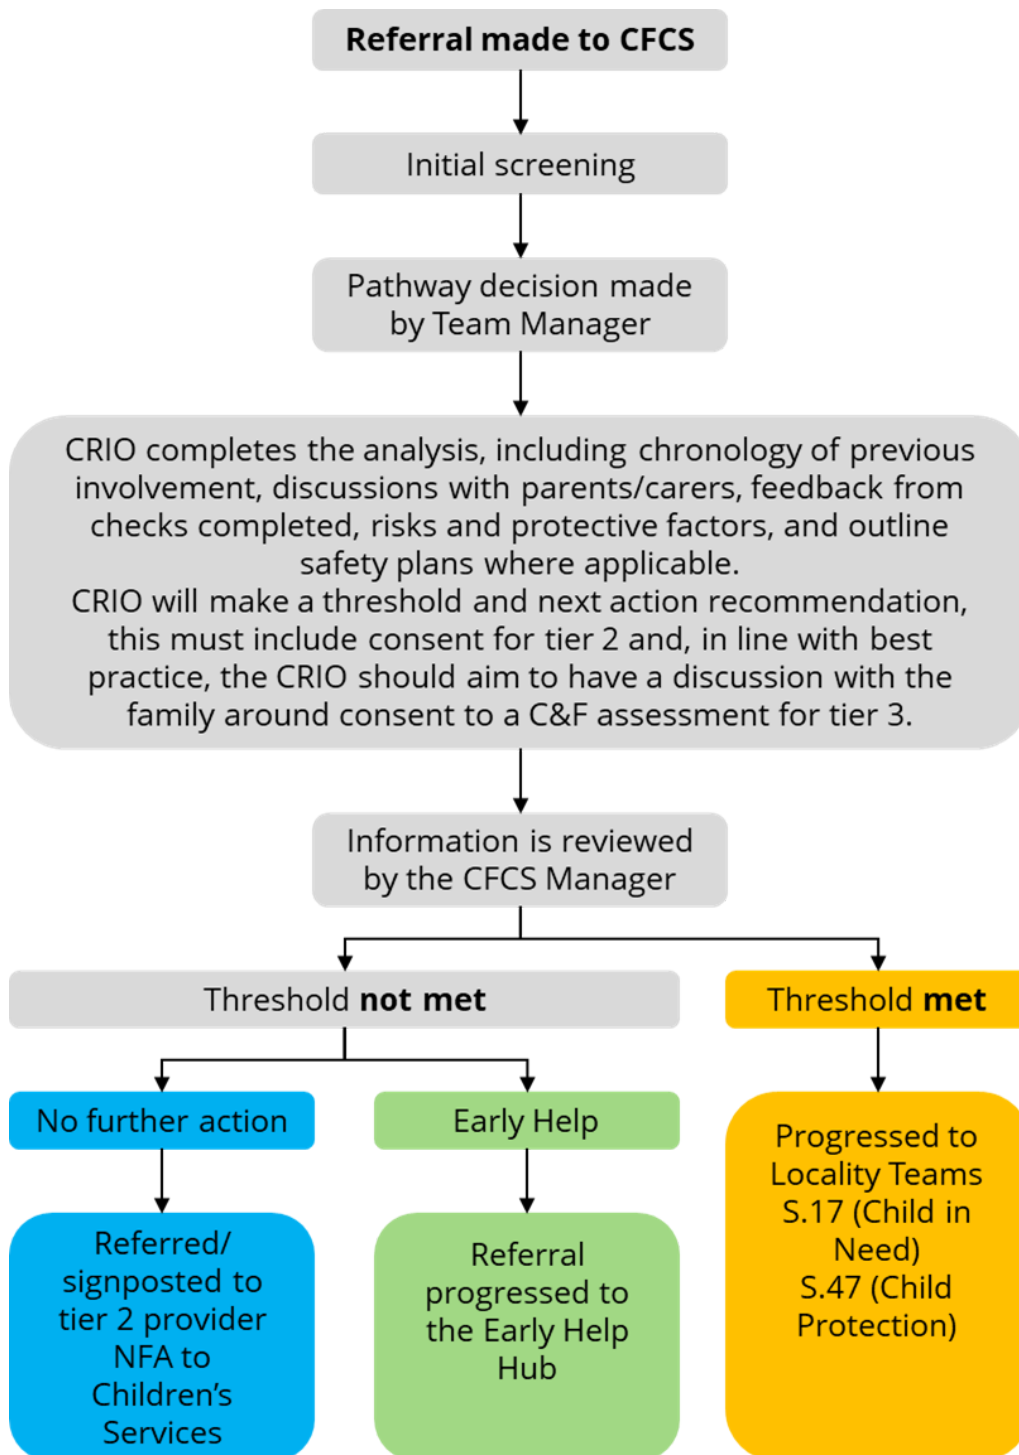 Referral made to CFCS
Initial screening
Pathway decision made
by Team Manager
CRIO completes the analysis, including chronology of previous
involvement, discussions with parents/carers, feedback from
checks completed, risks and protective factors, and outline
safety plans where applicable.
CRIO will make a threshold and next action recommendation,
this must include consent for tier 2 and, in line with best
practice, the CRIO should aim to have a discussion with the
family around consent to a C&F assessment for tier 3.
Information is reviewed
by the CFCS Manager
Threshold not met
Threshold met
No further action
Early Help
Referred/
signposted to
tier 2 provider
NFA to
Children’s
Services
Referral
progressed to
the Early Help
Hub
Progressed to
Locality Teams
S.17 (Child in
Need)
S.47 (Child
Protection)